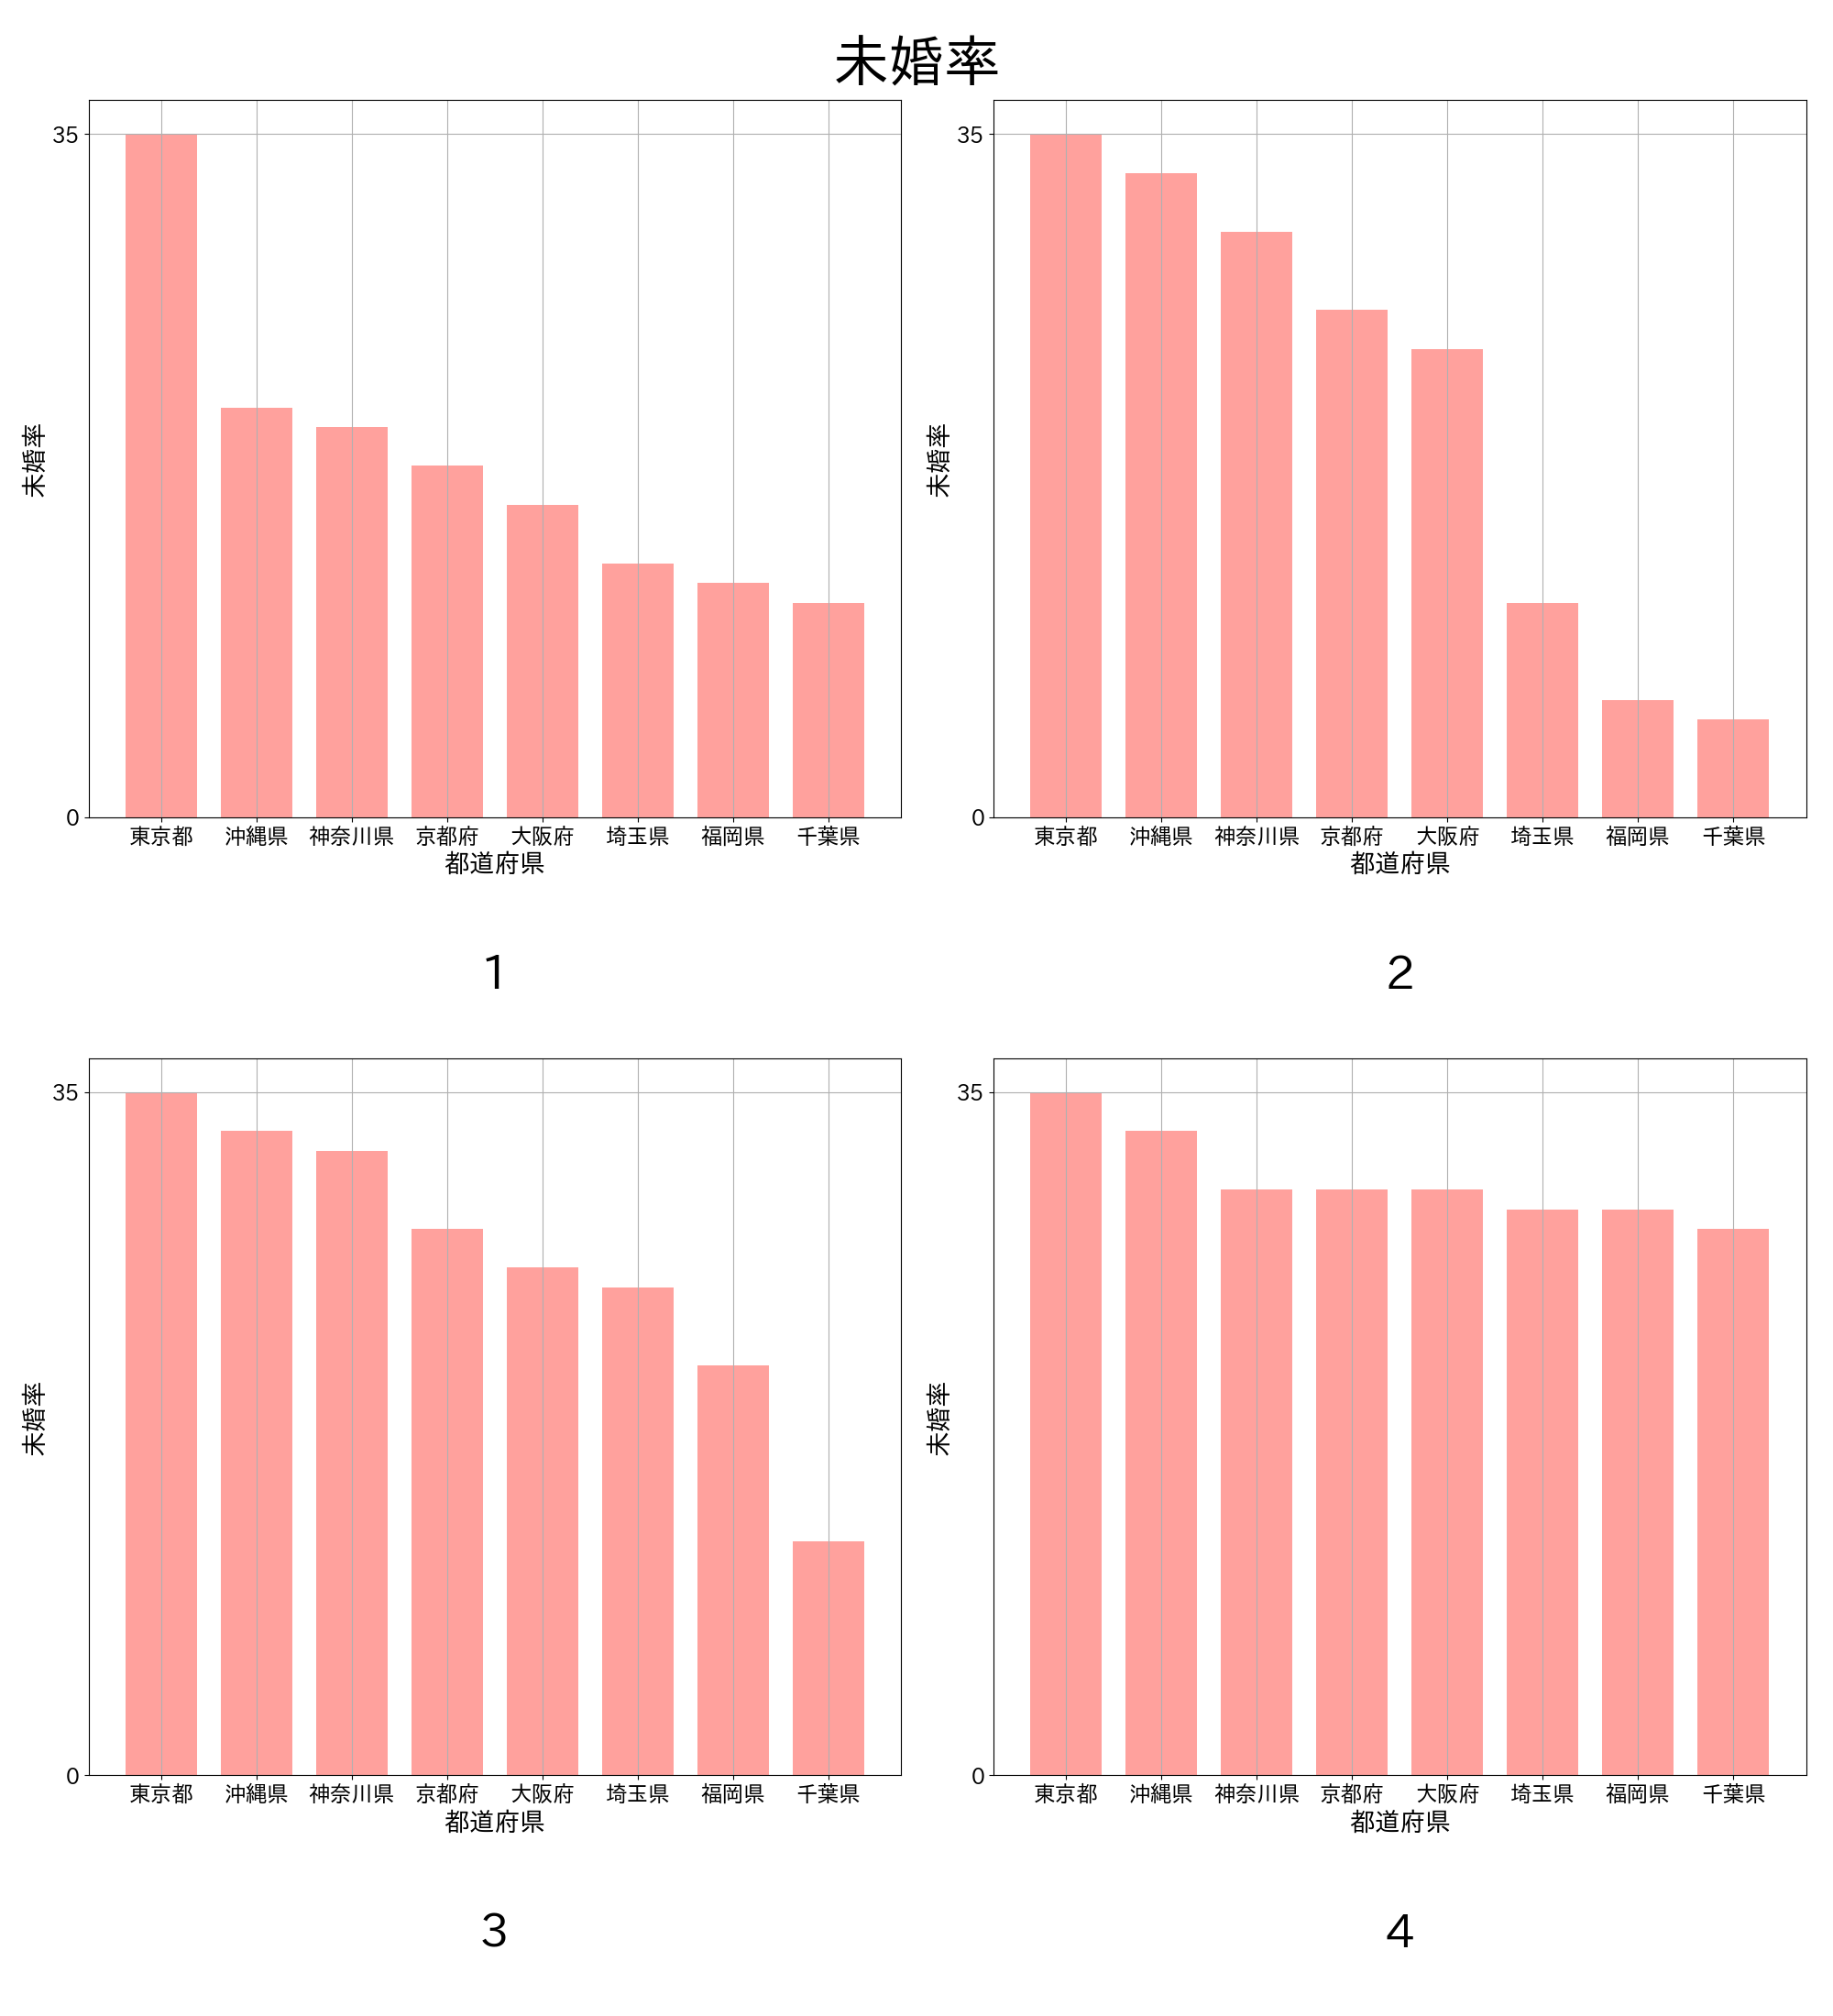 未婚率
35
0
未婚率
東京都 沖縄県 神奈川県 京都府 大阪府 埼玉県 福岡県 千葉県
都道府県
1
35
0
未婚率
東京都 沖縄県 神奈川県 京都府 大阪府 埼玉県 福岡県 千葉県
都道府県
2
35
0
未婚率
東京都 沖縄県 神奈川県 京都府 大阪府 埼玉県 福岡県 千葉県
都道府県
3
35
0
未婚率
東京都 沖縄県 神奈川県 京都府 大阪府 埼玉県 福岡県 千葉県
都道府県
4